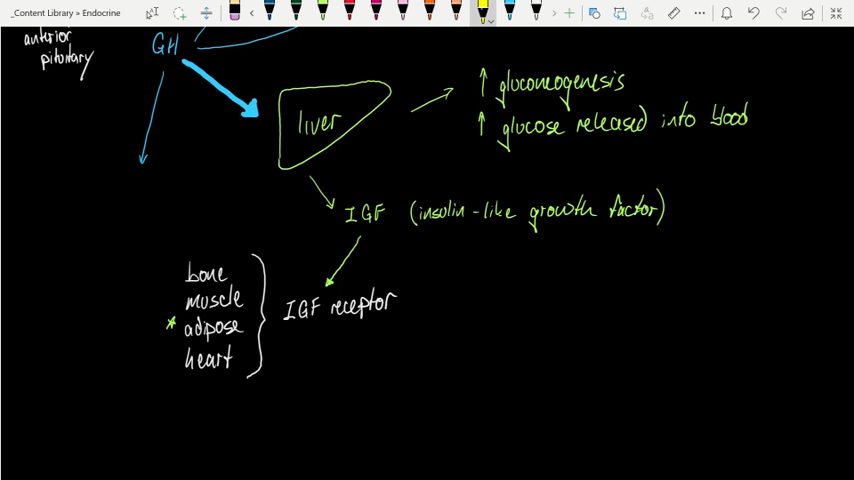 _Content Library » Endocrine
anterior
pituitary
GH
liver
↑ gluconeogenesis
↑ glucose released into blood
IGF (insulin-like growth factor)
bone
muscle
* adipose
heart
IGF receptor